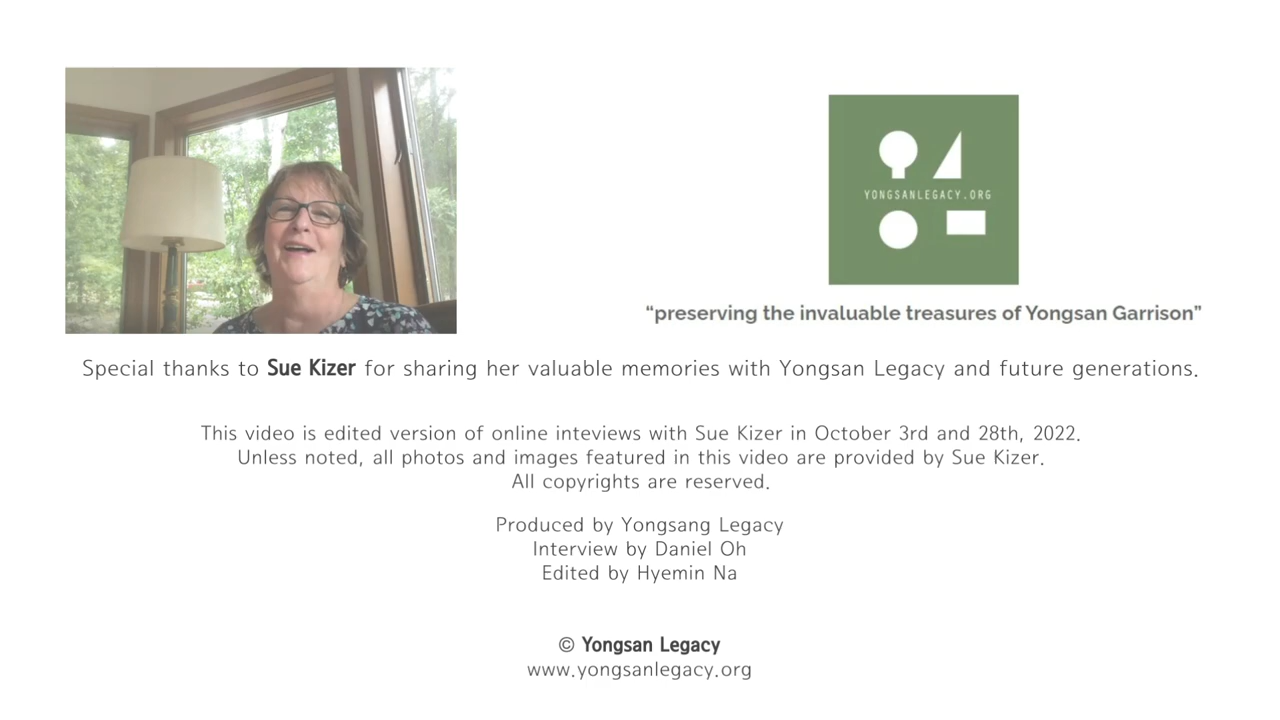 YONGSANLEGACY.ORG
“preserving the invaluable treasures of Yongsan Garrison”
Special thanks to Sue Kizer for sharing her valuable memories with Yongsan Legacy and future generations.
This video is edited version of online inteviews with Sue Kizer in October 3rd and 28th, 2022.
Unless noted, all photos and images featured in this video are provided by Sue Kizer.
All copyrights are reserved.
Produced by Yongsang Legacy
Interview by Daniel Oh
Edited by Hyemin Na
© Yongsan Legacy
www.yongsanlegacy.org